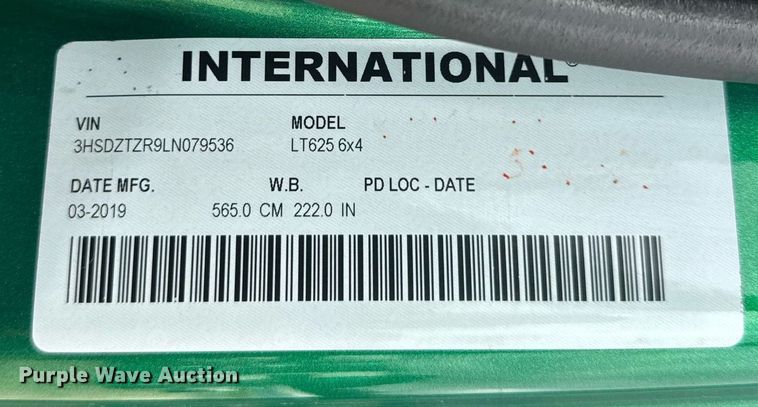 INTERNATIONAL®
VIN MODEL
3HSDZTZR9LN079536 LT625 6x4
DATE MFG. W.B. PD LOC - DATE
03-2019 565.0 CM 222.0 IN
Purple Wave Auction